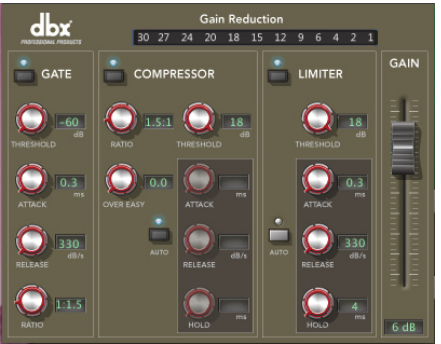 dbx
PROFESSIONAL PRODUCTS
Gain Reduction
30 27 24 20 18 15 12 9 6 4 2 1
GATE
COMPRESSOR
LIMITER
GAIN
-60
dB
THRESHOLD
1.5:1
RATIO
18
dB
THRESHOLD
18
dB
THRESHOLD
0.3
ms
ATTACK
0.0
OVER EASY
ms
ATTACK
0.3
ms
ATTACK
330
dB/s
RELEASE
AUTO
dB/s
RELEASE
AUTO
330
dB/s
RELEASE
1:1.5
RATIO
ms
HOLD
4
ms
HOLD
6 dB